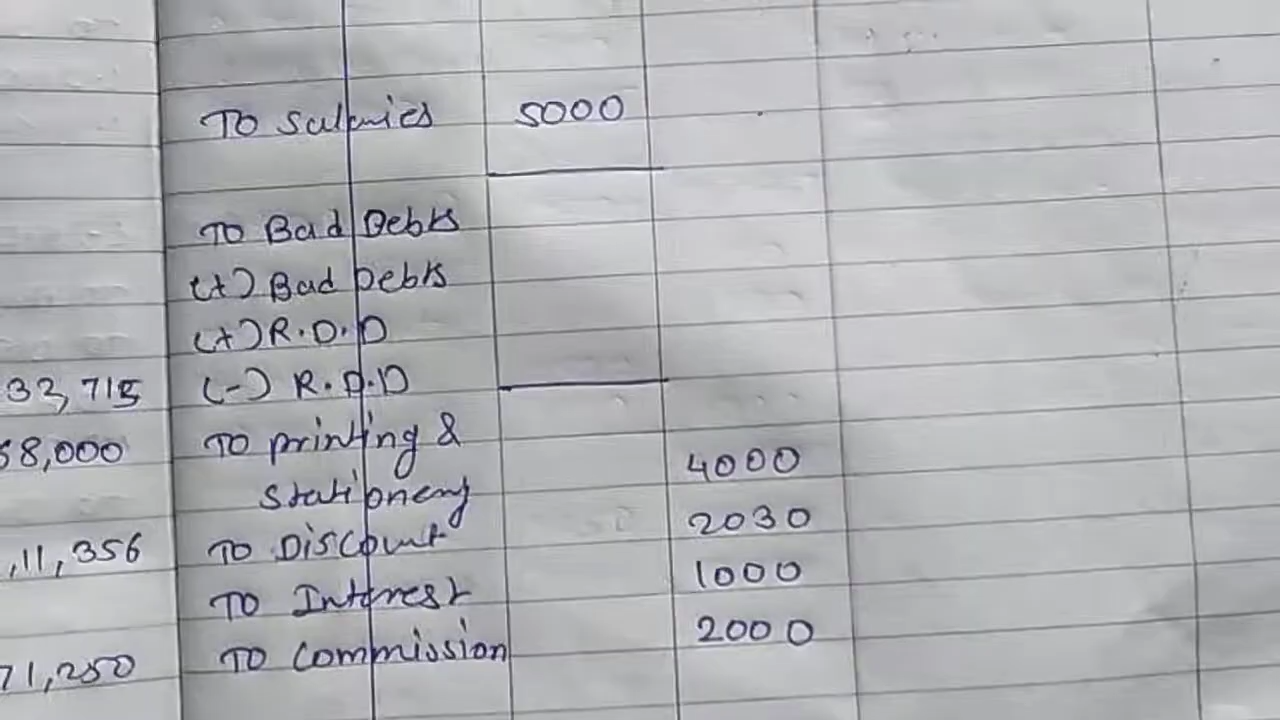 To Salaries 5000
To Bad Debts
(+) Bad Debts
(+) R.D.D
33,715 (-) R.D.D
58,000 To printing &
Stationery 4000
,11,356 To Discount 2030
To Interest 1000
71,250 To Commission 2000